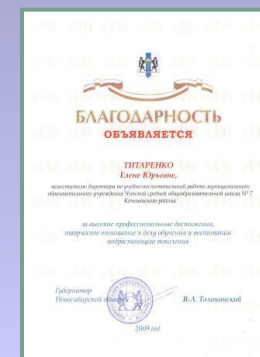 БЛАГОДАРНОСТЬ
ОБЪЯВЛЯЕТСЯ
ТИТАРЕНКО
Елене Юрьевне,
заместителю директора по учебно-воспитательной работе муниципального
образовательного учреждения Чикской средней общеобразовательной школы № 7
Коченевского района
за высокие профессиональные достижения,
творческое отношение к делу обучения и воспитания
подрастающего поколения
Губернатор
Новосибирской области В.А. Толоконский
2009 год